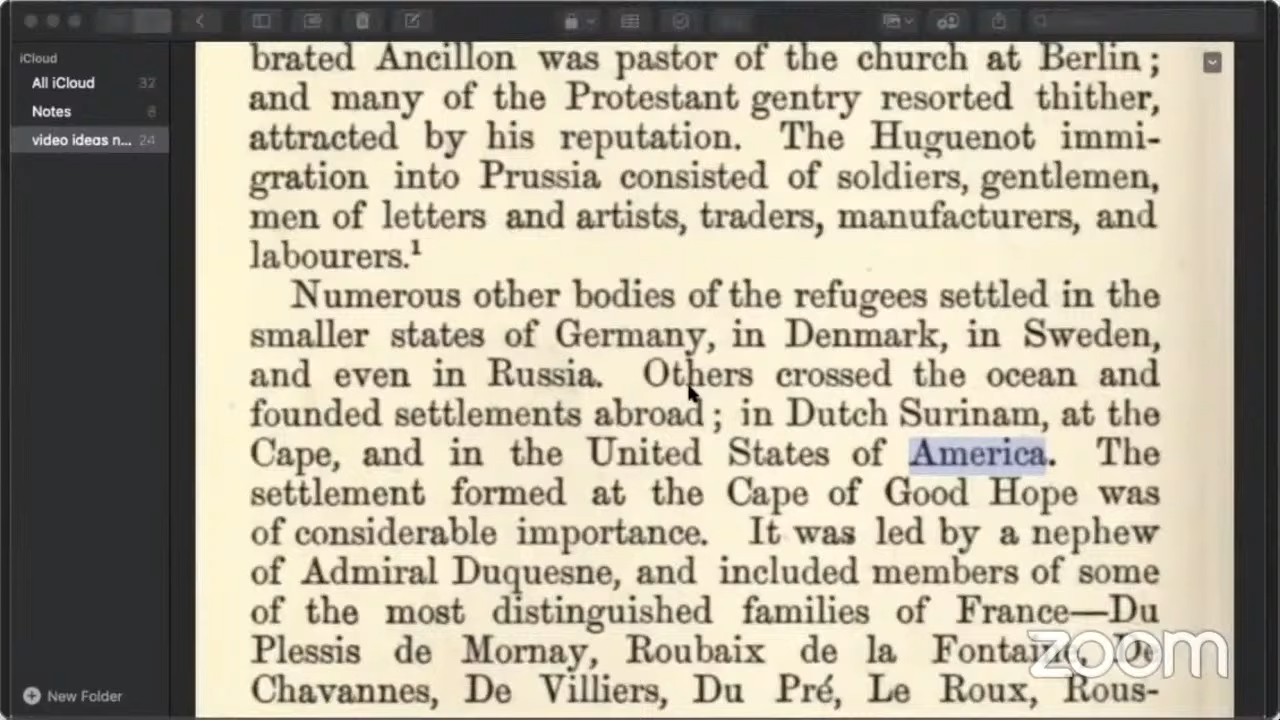 iCloud
All iCloud 32
Notes 8
video ideas n... 24
New Folder
brated Ancillon was pastor of the church at Berlin;
and many of the Protestant gentry resorted thither,
attracted by his reputation. The Huguenot immi-
gration into Prussia consisted of soldiers, gentlemen,
men of letters and artists, traders, manufacturers, and
labourers.¹
Numerous other bodies of the refugees settled in the
smaller states of Germany, in Denmark, in Sweden,
and even in Russia. Others crossed the ocean and
founded settlements abroad; in Dutch Surinam, at the
Cape, and in the United States of America. The
settlement formed at the Cape of Good Hope was
of considerable importance. It was led by a nephew
of Admiral Duquesne, and included members of some
of the most distinguished families of France—Du
Plessis de Mornay, Roubaix de la Fontaine, De
Chavannes, De Villiers, Du Pré, Le Roux, Rous-
zoom